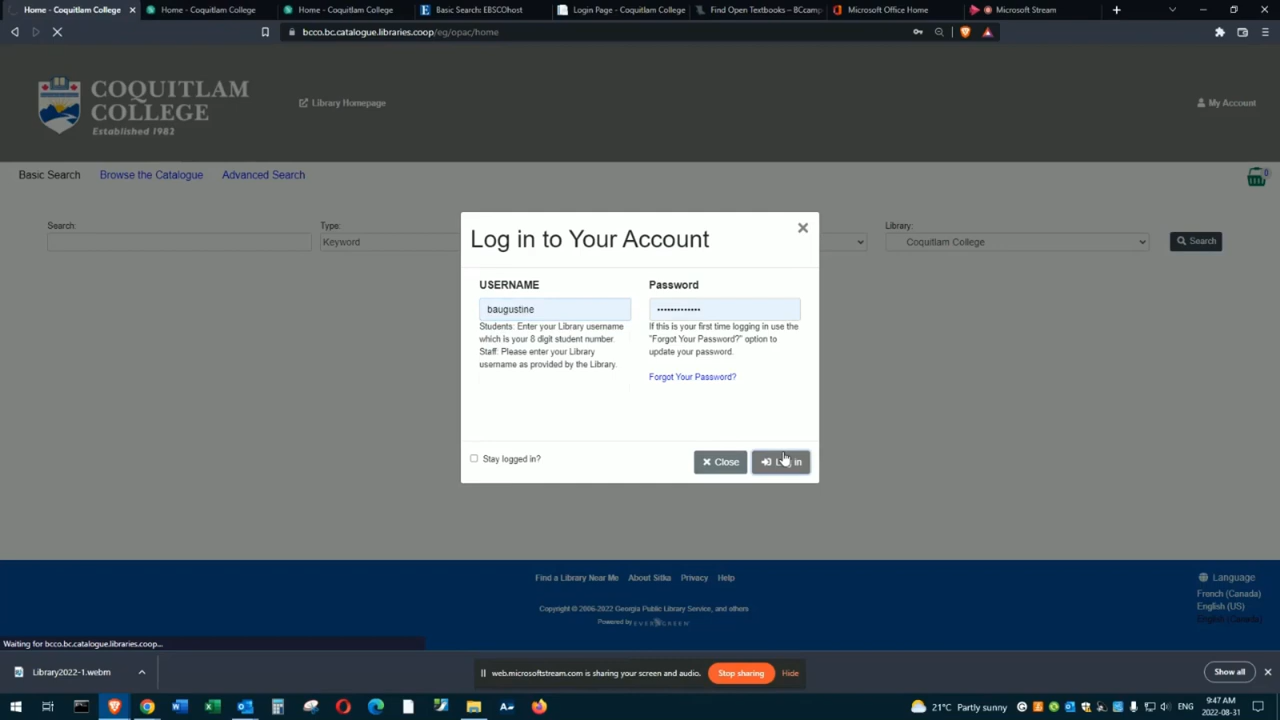 Home - Coquitlam College
Home - Coquitlam College
Home - Coquitlam College
Basic Search: EBSCOhost
Login Page - Coquitlam College
Find Open Textbooks – BCcamp
Microsoft Office Home
Microsoft Stream
bcco.bc.catalogue.libraries.coop/eg/opac/home
COQUITLAM
COLLEGE
Established 1982
Library Homepage
My Account
Basic Search Browse the Catalogue Advanced Search
0
Search:
Type:
Library:
Keyword
Coquitlam College
Search
Log in to Your Account
USERNAME
Password
baugustine
•••••••••••••
Students: Enter your Library username
which is your 8 digit student number.
Staff: Please enter your Library
username as provided by the Library.
If this is your first time logging in use the
"Forgot Your Password?" option to
update your password.
Forgot Your Password?
Stay logged in?
Close
Log in
Find a Library Near Me About Sitka Privacy Help
Copyright © 2006-2022 Georgia Public Library Service, and others
Powered by EVERGREEN
Language
French (Canada)
English (US)
English (Canada)
Waiting for bcco.bc.catalogue.libraries.coop...
Library2022-1.webm
web.microsoftstream.com is sharing your screen and audio.
Stop sharing
Hide
Show all
21°C Partly sunny
ENG
9:47 AM
2022-08-31